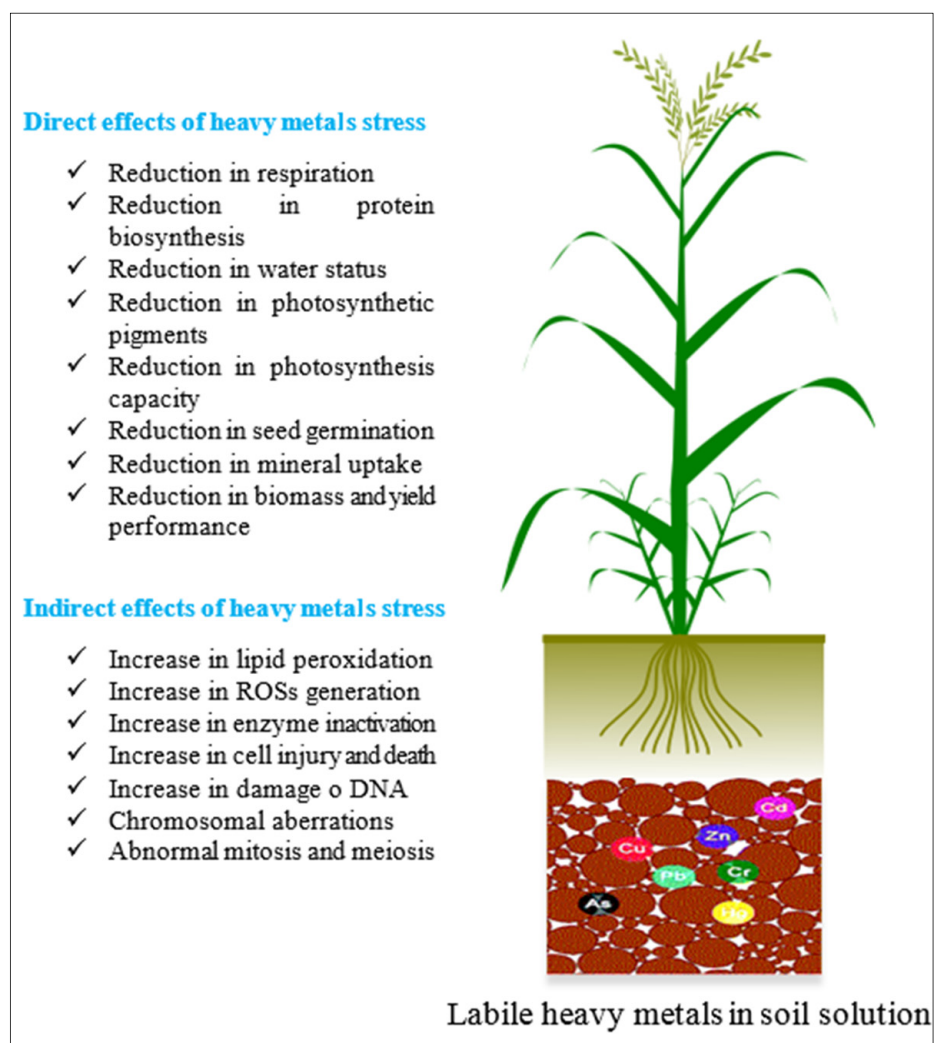 Direct effects of heavy metals stress
✓ Reduction in respiration
✓ Reduction in protein
biosynthesis
✓ Reduction in water status
✓ Reduction in photosynthetic
pigments
✓ Reduction in photosynthesis
capacity
✓ Reduction in seed germination
✓ Reduction in mineral uptake
✓ Reduction in biomass and yield
performance
Indirect effects of heavy metals stress
✓ Increase in lipid peroxidation
✓ Increase in ROSs generation
✓ Increase in enzyme inactivation
✓ Increase in cell injury and death
✓ Increase in damage o DNA
✓ Chromosomal aberrations
✓ Abnormal mitosis and meiosis
Cd
Zn
Cu
Cr
Pb
As
Hg
Labile heavy metals in soil solution